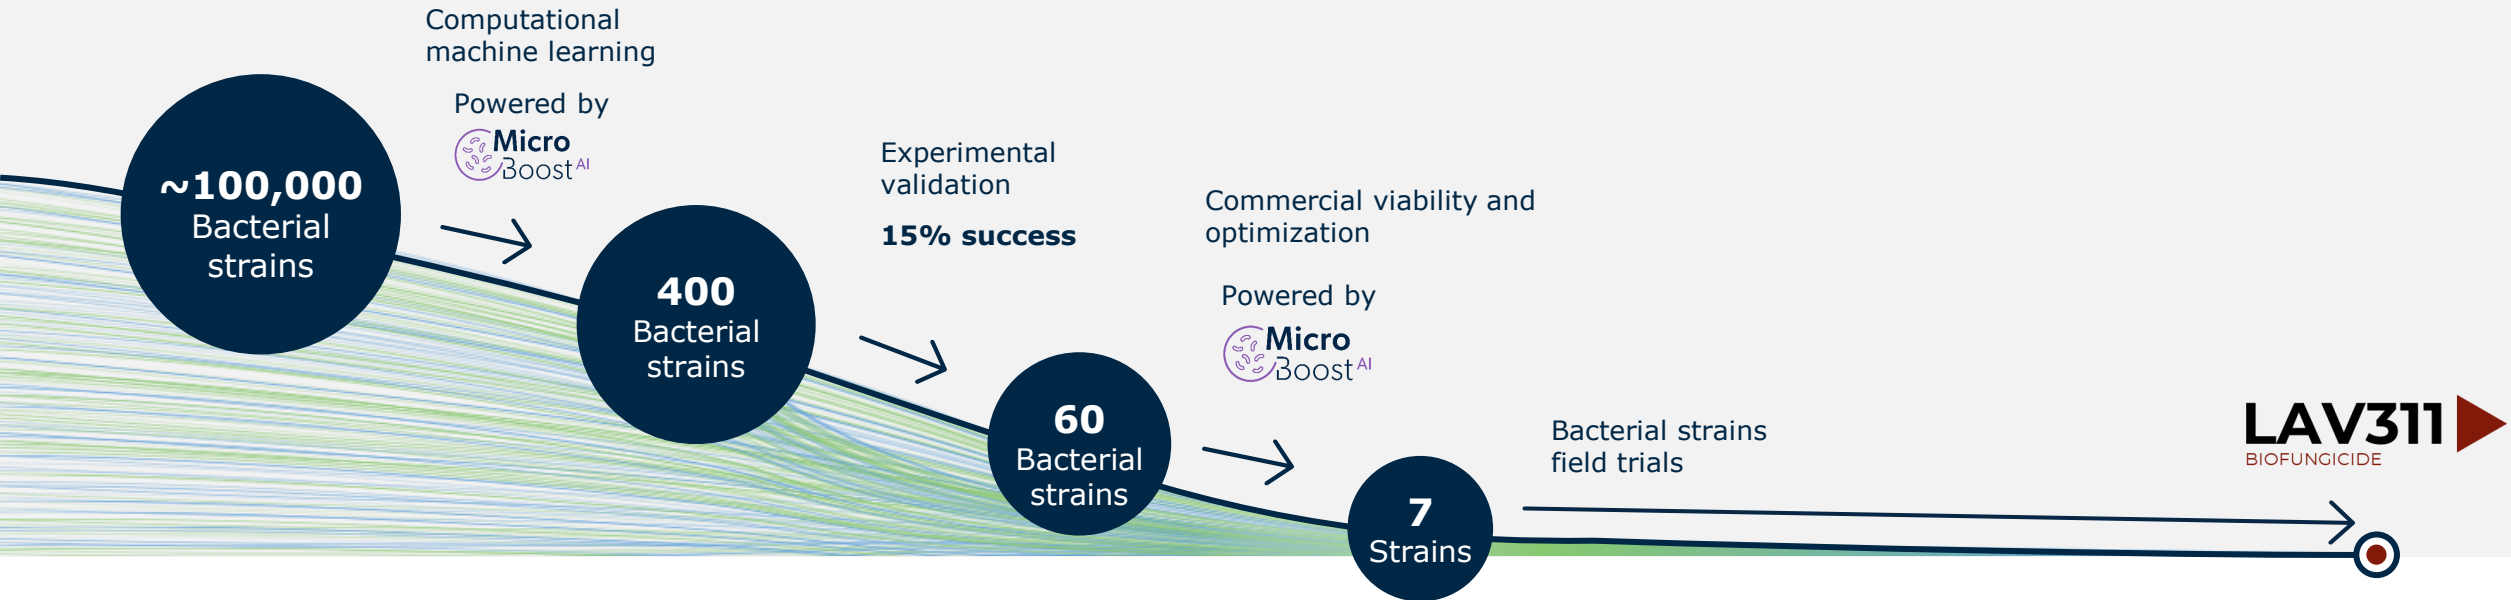 Computational
machine learning
Powered by
Micro
Boost AI
~100,000
Bacterial
strains
Experimental
validation
15% success
400
Bacterial
strains
Commercial viability and
optimization
Powered by
Micro
Boost AI
60
Bacterial
strains
Bacterial strains
field trials
7
Strains
LAV311
BIOFUNGICIDE